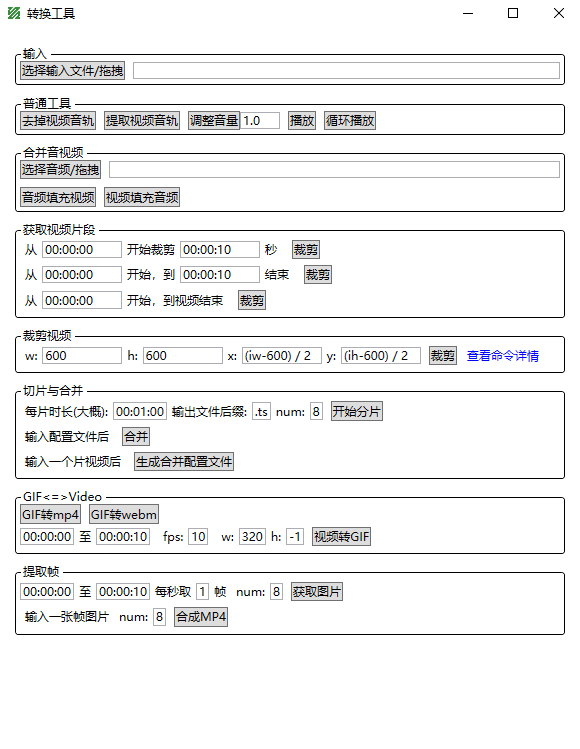 转换工具
输入
选择输入文件/拖拽
普通工具
去掉视频音轨 提取视频音轨 调整音量 1.0 播放 循环播放
合并音视频
选择音频/拖拽
音频填充视频 视频填充音频
获取视频片段
从 00:00:00 开始裁剪 00:00:10 秒 裁剪
从 00:00:00 开始，到 00:00:10 结束 裁剪
从 00:00:00 开始，到视频结束 裁剪
裁剪视频
w: 600 h: 600 x: (iw-600) / 2 y: (ih-600) / 2 裁剪 查看命令详情
切片与合并
每片时长(大概): 00:01:00 输出文件后缀: .ts num: 8 开始分片
输入配置文件后 合并
输入一个片视频后 生成合并配置文件
GIF<=>Video
GIF转mp4 GIF转webm
00:00:00 至 00:00:10 fps: 10 w: 320 h: -1 视频转GIF
提取帧
00:00:00 至 00:00:10 每秒取 1 帧 num: 8 获取图片
输入一张帧图片 num: 8 合成MP4